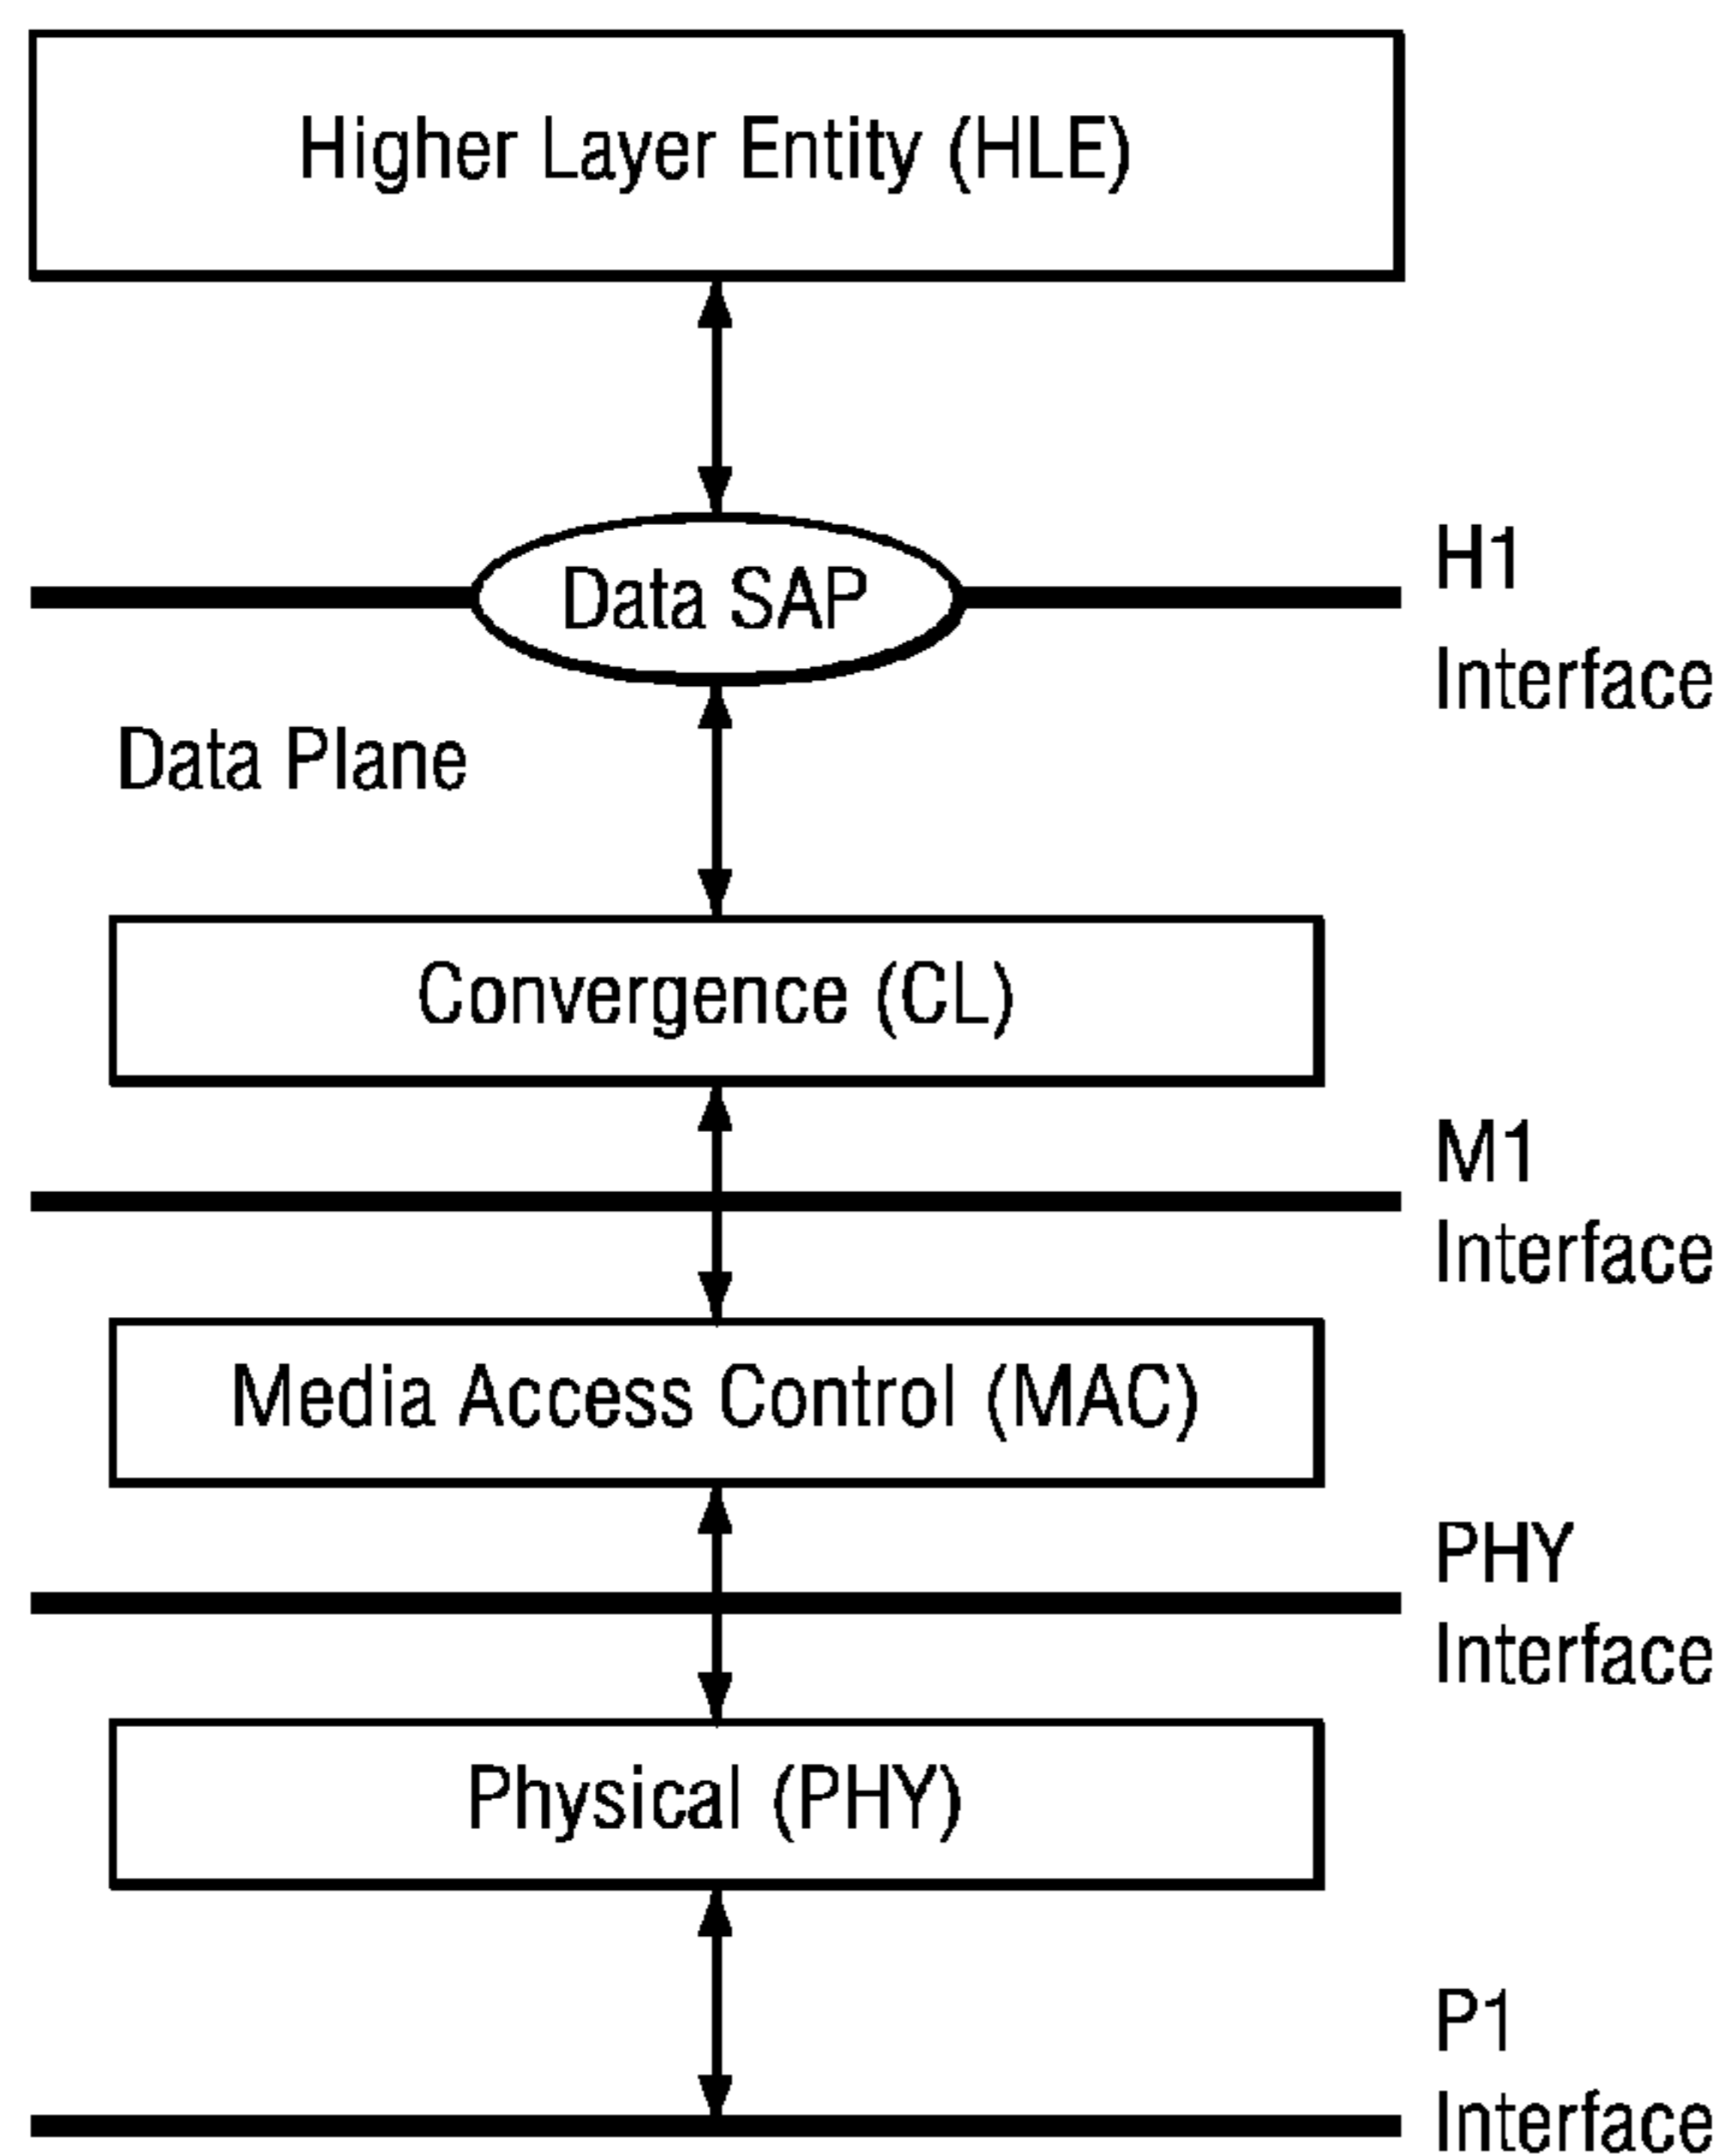 Higher Layer Entity (HLE)
H1
Data SAP
Interface
Data Plane
Convergence (CL)
M1
Interface
Media Access Control (MAC)
PHY
Interface
Physical (PHY)
P1
Interface